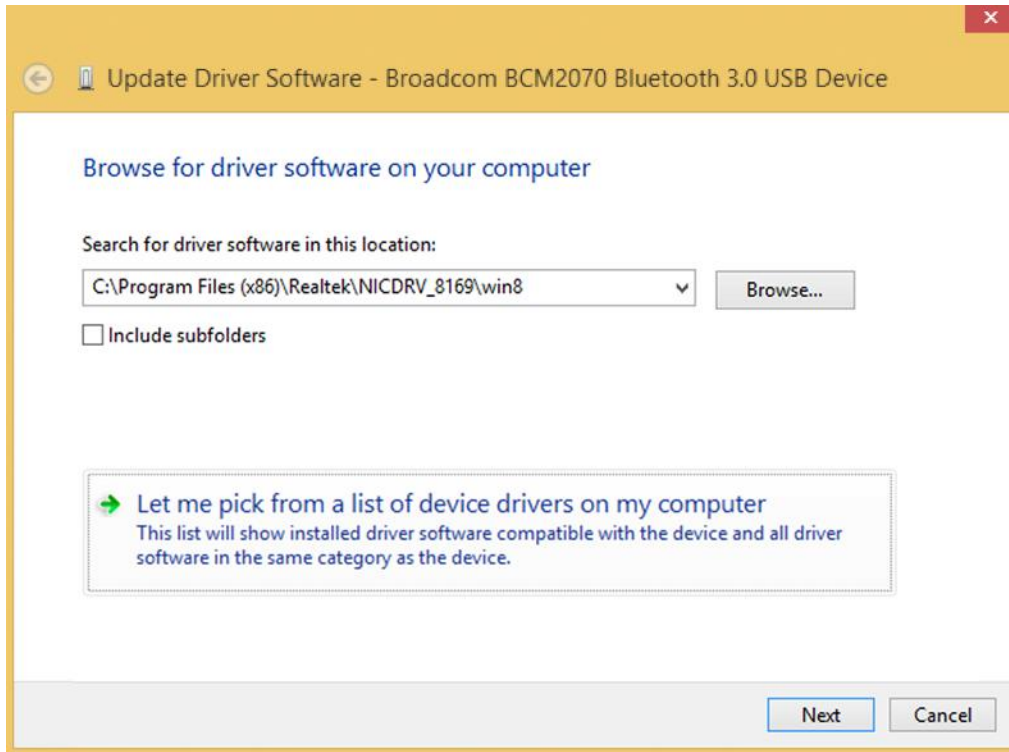 Update Driver Software - Broadcom BCM2070 Bluetooth 3.0 USB Device
Browse for driver software on your computer
Search for driver software in this location:
C:\Program Files (x86)\Realtek\NICDRV_8169\win8
Browse...
Include subfolders
Let me pick from a list of device drivers on my computer
This list will show installed driver software compatible with the device and all driver
software in the same category as the device.
Next
Cancel